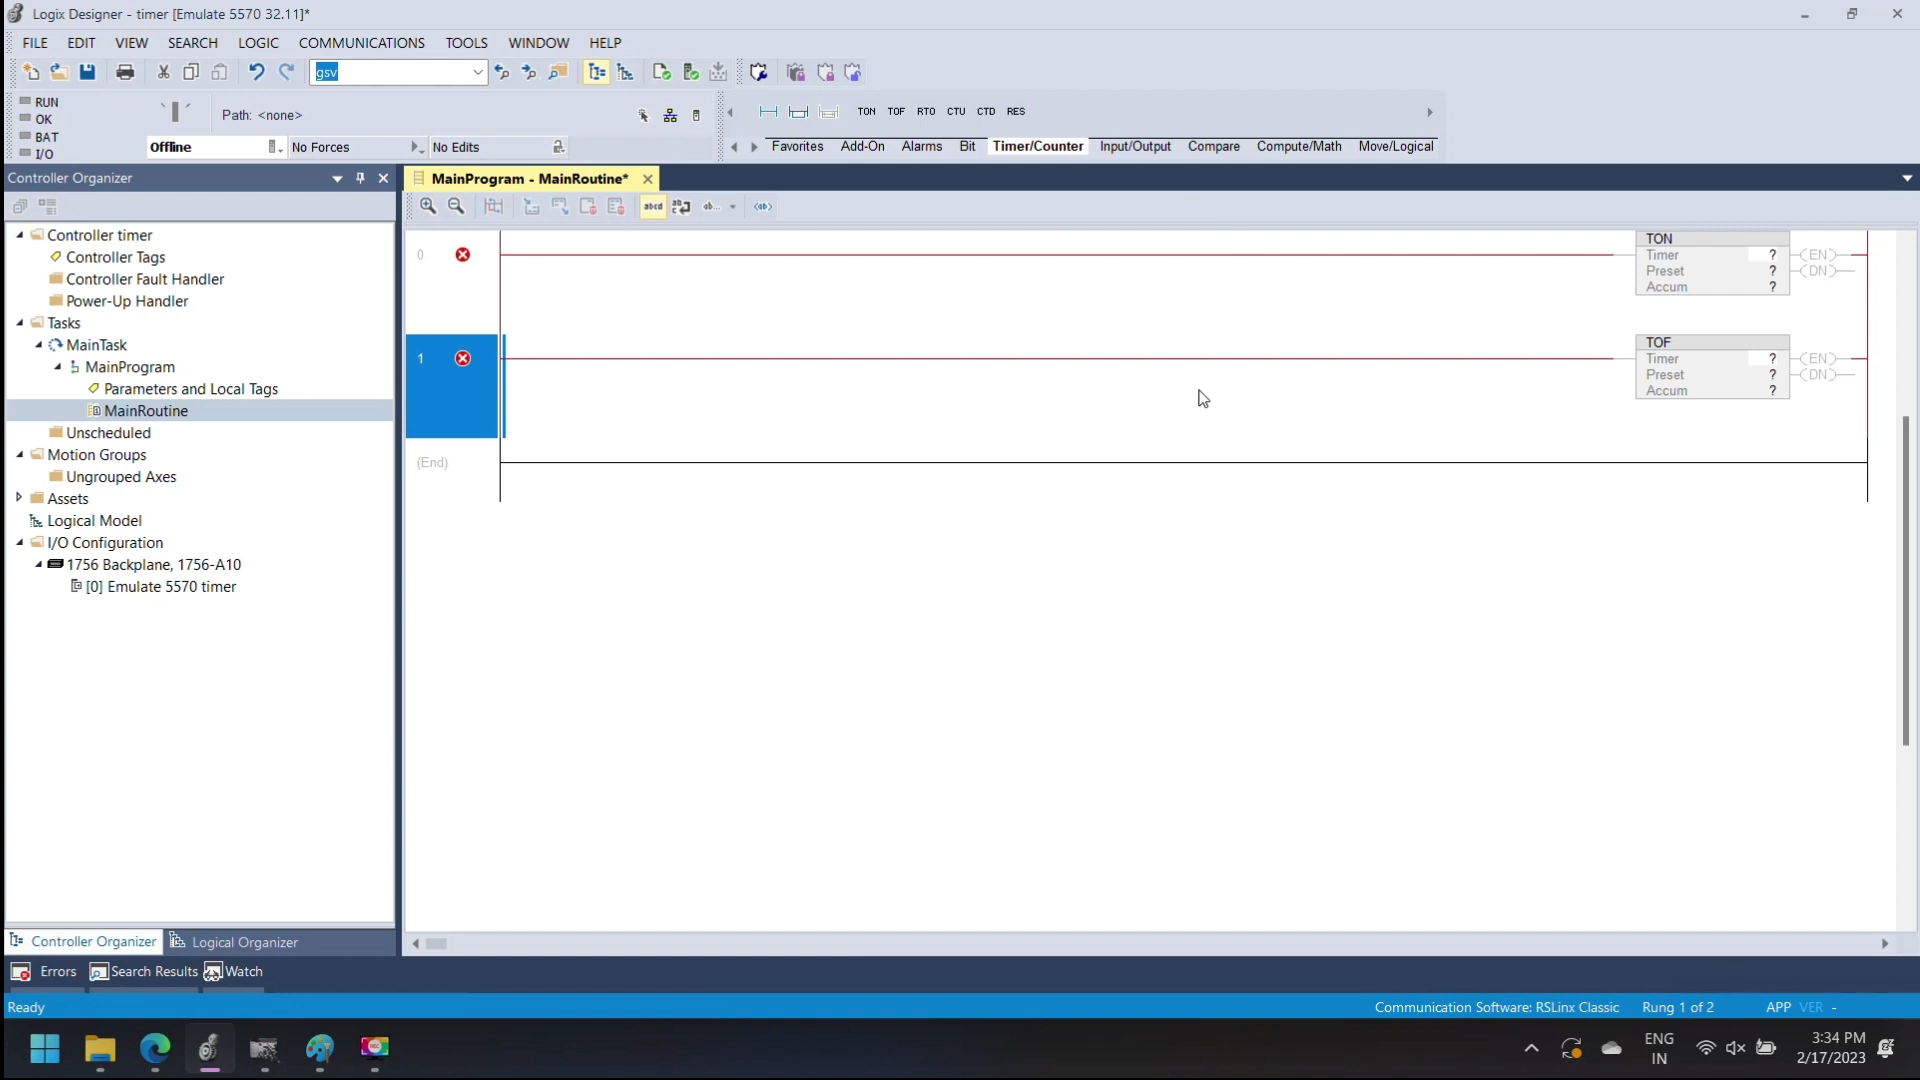 Logix Designer - timer [Emulate 5570 32.11]*
FILE EDIT VIEW SEARCH LOGIC COMMUNICATIONS TOOLS WINDOW HELP
gsv
RUN
OK
BAT
I/O
Path: <none>
Offline No Forces No Edits
TON TOF RTO CTU CTD RES
Favorites Add-On Alarms Bit Timer/Counter Input/Output Compare Compute/Math Move/Logical
Controller Organizer
MainProgram - MainRoutine*
abcd ab c ab... <ab>
Controller timer
Controller Tags
Controller Fault Handler
Power-Up Handler
Tasks
MainTask
MainProgram
Parameters and Local Tags
MainRoutine
Unscheduled
Motion Groups
Ungrouped Axes
Assets
Logical Model
I/O Configuration
1756 Backplane, 1756-A10
[0] Emulate 5570 timer
0
TON
Timer ? EN
Preset ? DN
Accum ?
1
TOF
Timer ? EN
Preset ? DN
Accum ?
(End)
Controller Organizer Logical Organizer
Errors Search Results Watch
Ready
Communication Software: RSLinx Classic Rung 1 of 2 APP VER -
ENG
IN
3:34 PM
2/17/2023